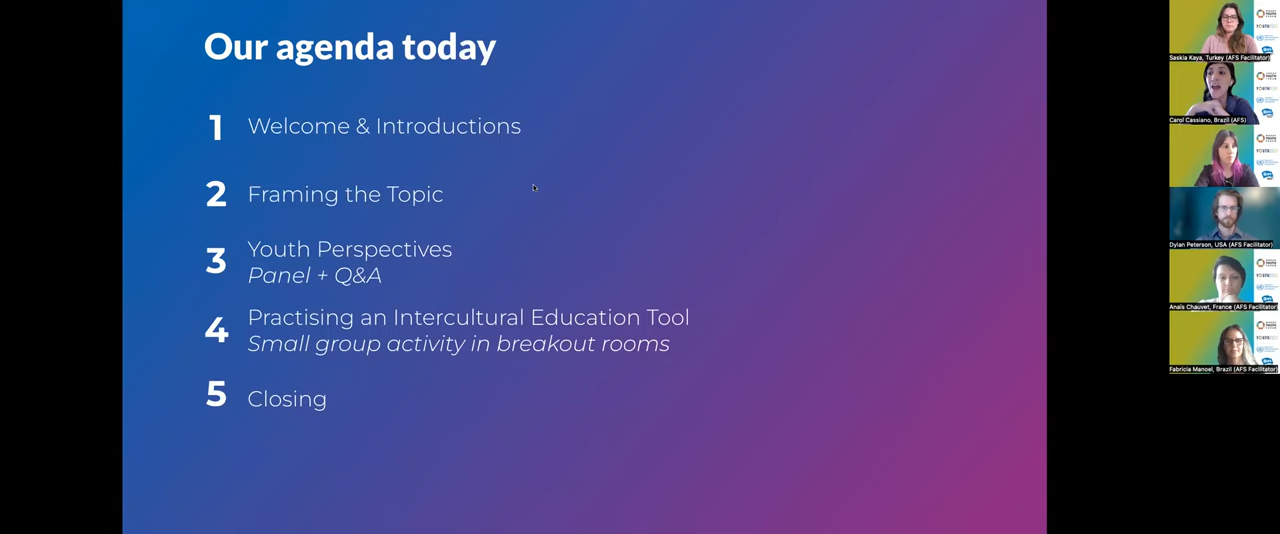 Our agenda today
1 Welcome & Introductions
2 Framing the Topic
3 Youth Perspectives
Panel + Q&A
4 Practising an Intercultural Education Tool
Small group activity in breakout rooms
5 Closing
Saskia Kaya, Turkey (AFS Facilitator)
Carol Cassiano, Brazil (AFS)
Dylan Peterson, USA (AFS Facilitator)
Anaïs Chauvet, France (AFS Facilitator)
Fabricia Manoel, Brazil (AFS Facilitator)